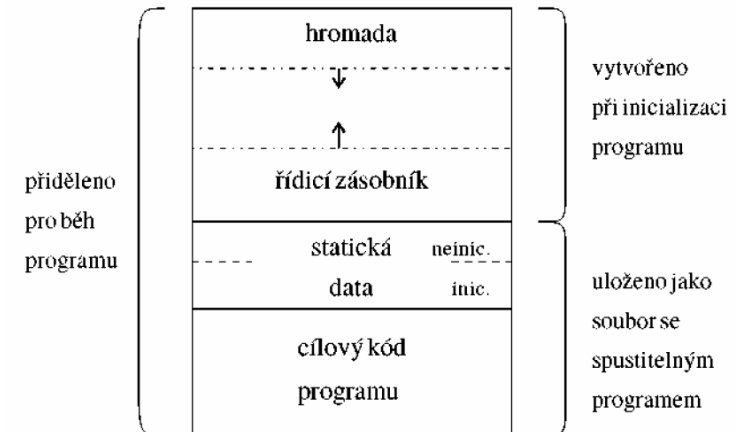 hromada
vytvořeno
při inicializaci
programu
řídicí zásobník
přiděleno
pro běh
programu
statická neinic.
data inic.
uloženo jako
soubor se
spustitelným
programem
cílový kód
programu